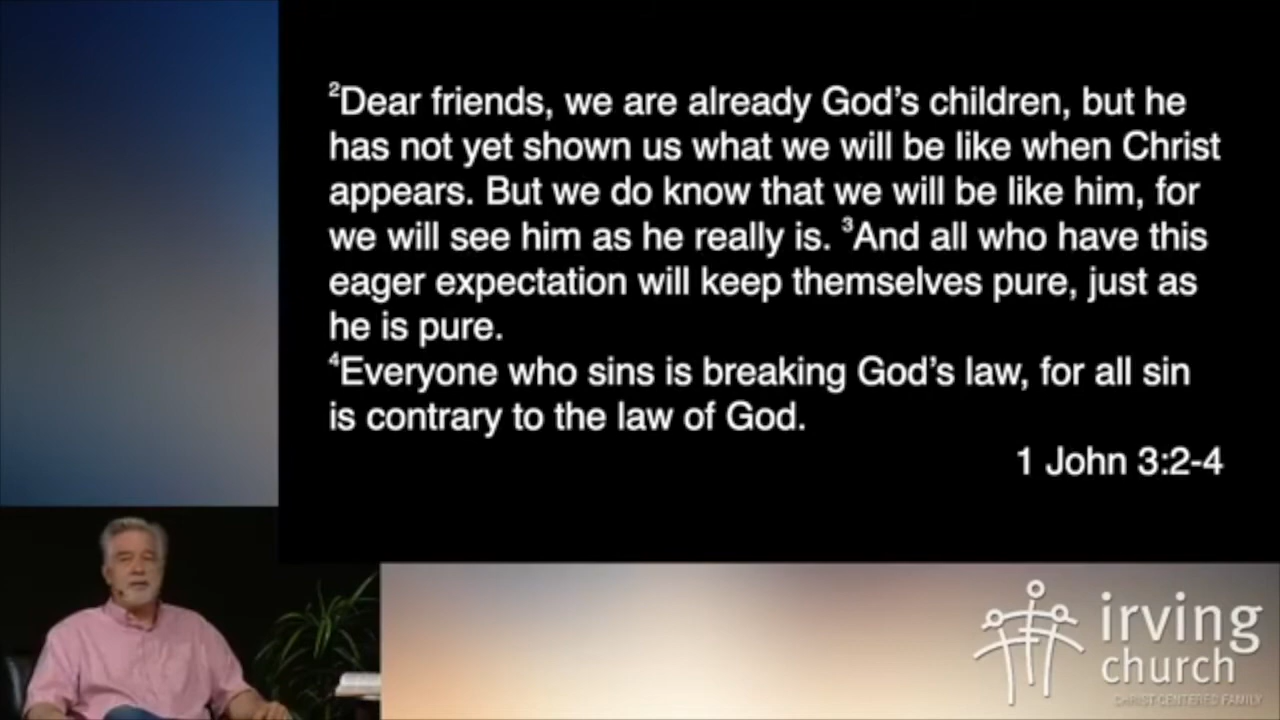 ²Dear friends, we are already God’s children, but he
has not yet shown us what we will be like when Christ
appears. But we do know that we will be like him, for
we will see him as he really is. ³And all who have this
eager expectation will keep themselves pure, just as
he is pure.
⁴Everyone who sins is breaking God’s law, for all sin
is contrary to the law of God.
1 John 3:2-4
irving
church
CHRIST CENTERED FAMILY